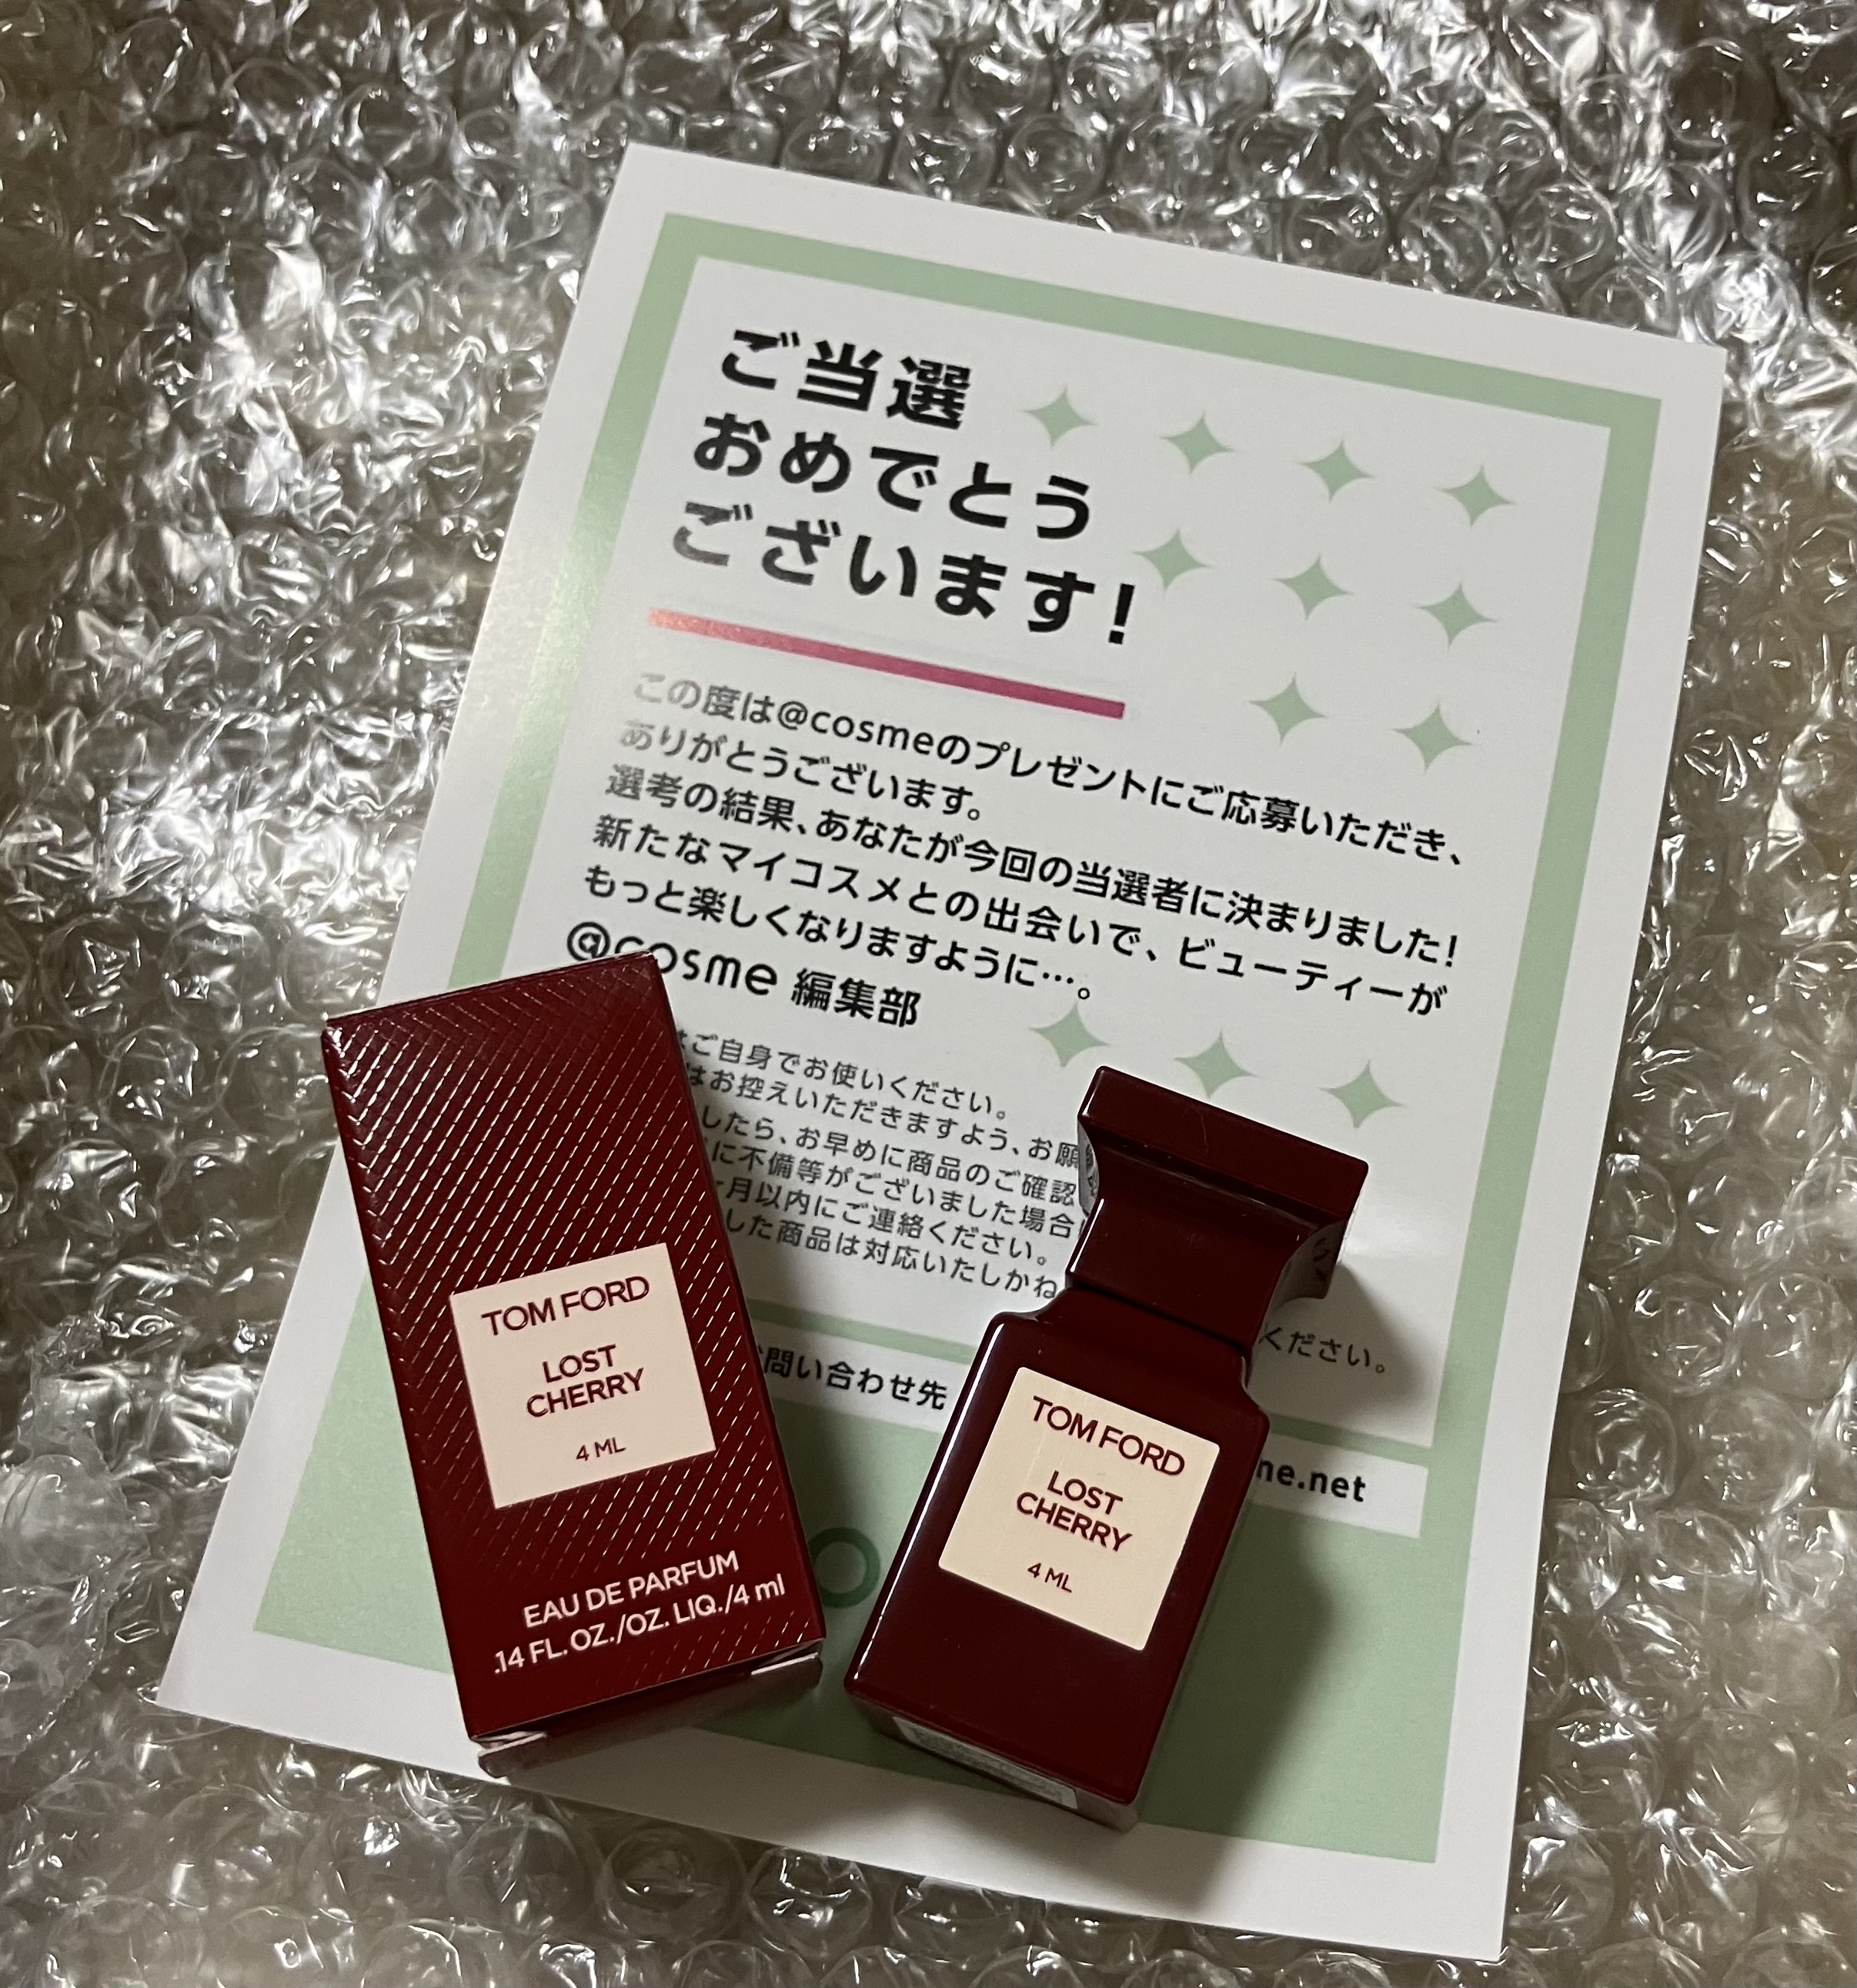 ご当選
おめでとう
ございます!
この度は@cosmeのプレゼントにご応募いただき、
ありがとうございます。
選考の結果、あなたが今回の当選者に決まりました!
新たなマイコスメとの出会いで、ビューティーが
もっと楽しくなりますように…。
@cosme 編集部
ご自身でお使いください。
はお控えいただきますよう、お願
したら、お早めに商品のご確認
に不備等がございました場合
月以内にご連絡ください。
した商品は対応いたしかね
ください。
お問い合わせ先
me.net
TOM FORD
LOST
CHERRY
4 ML
EAU DE PARFUM
.14 FL. OZ./OZ. LIQ./4 ml
TOM FORD
LOST
CHERRY
4 ML